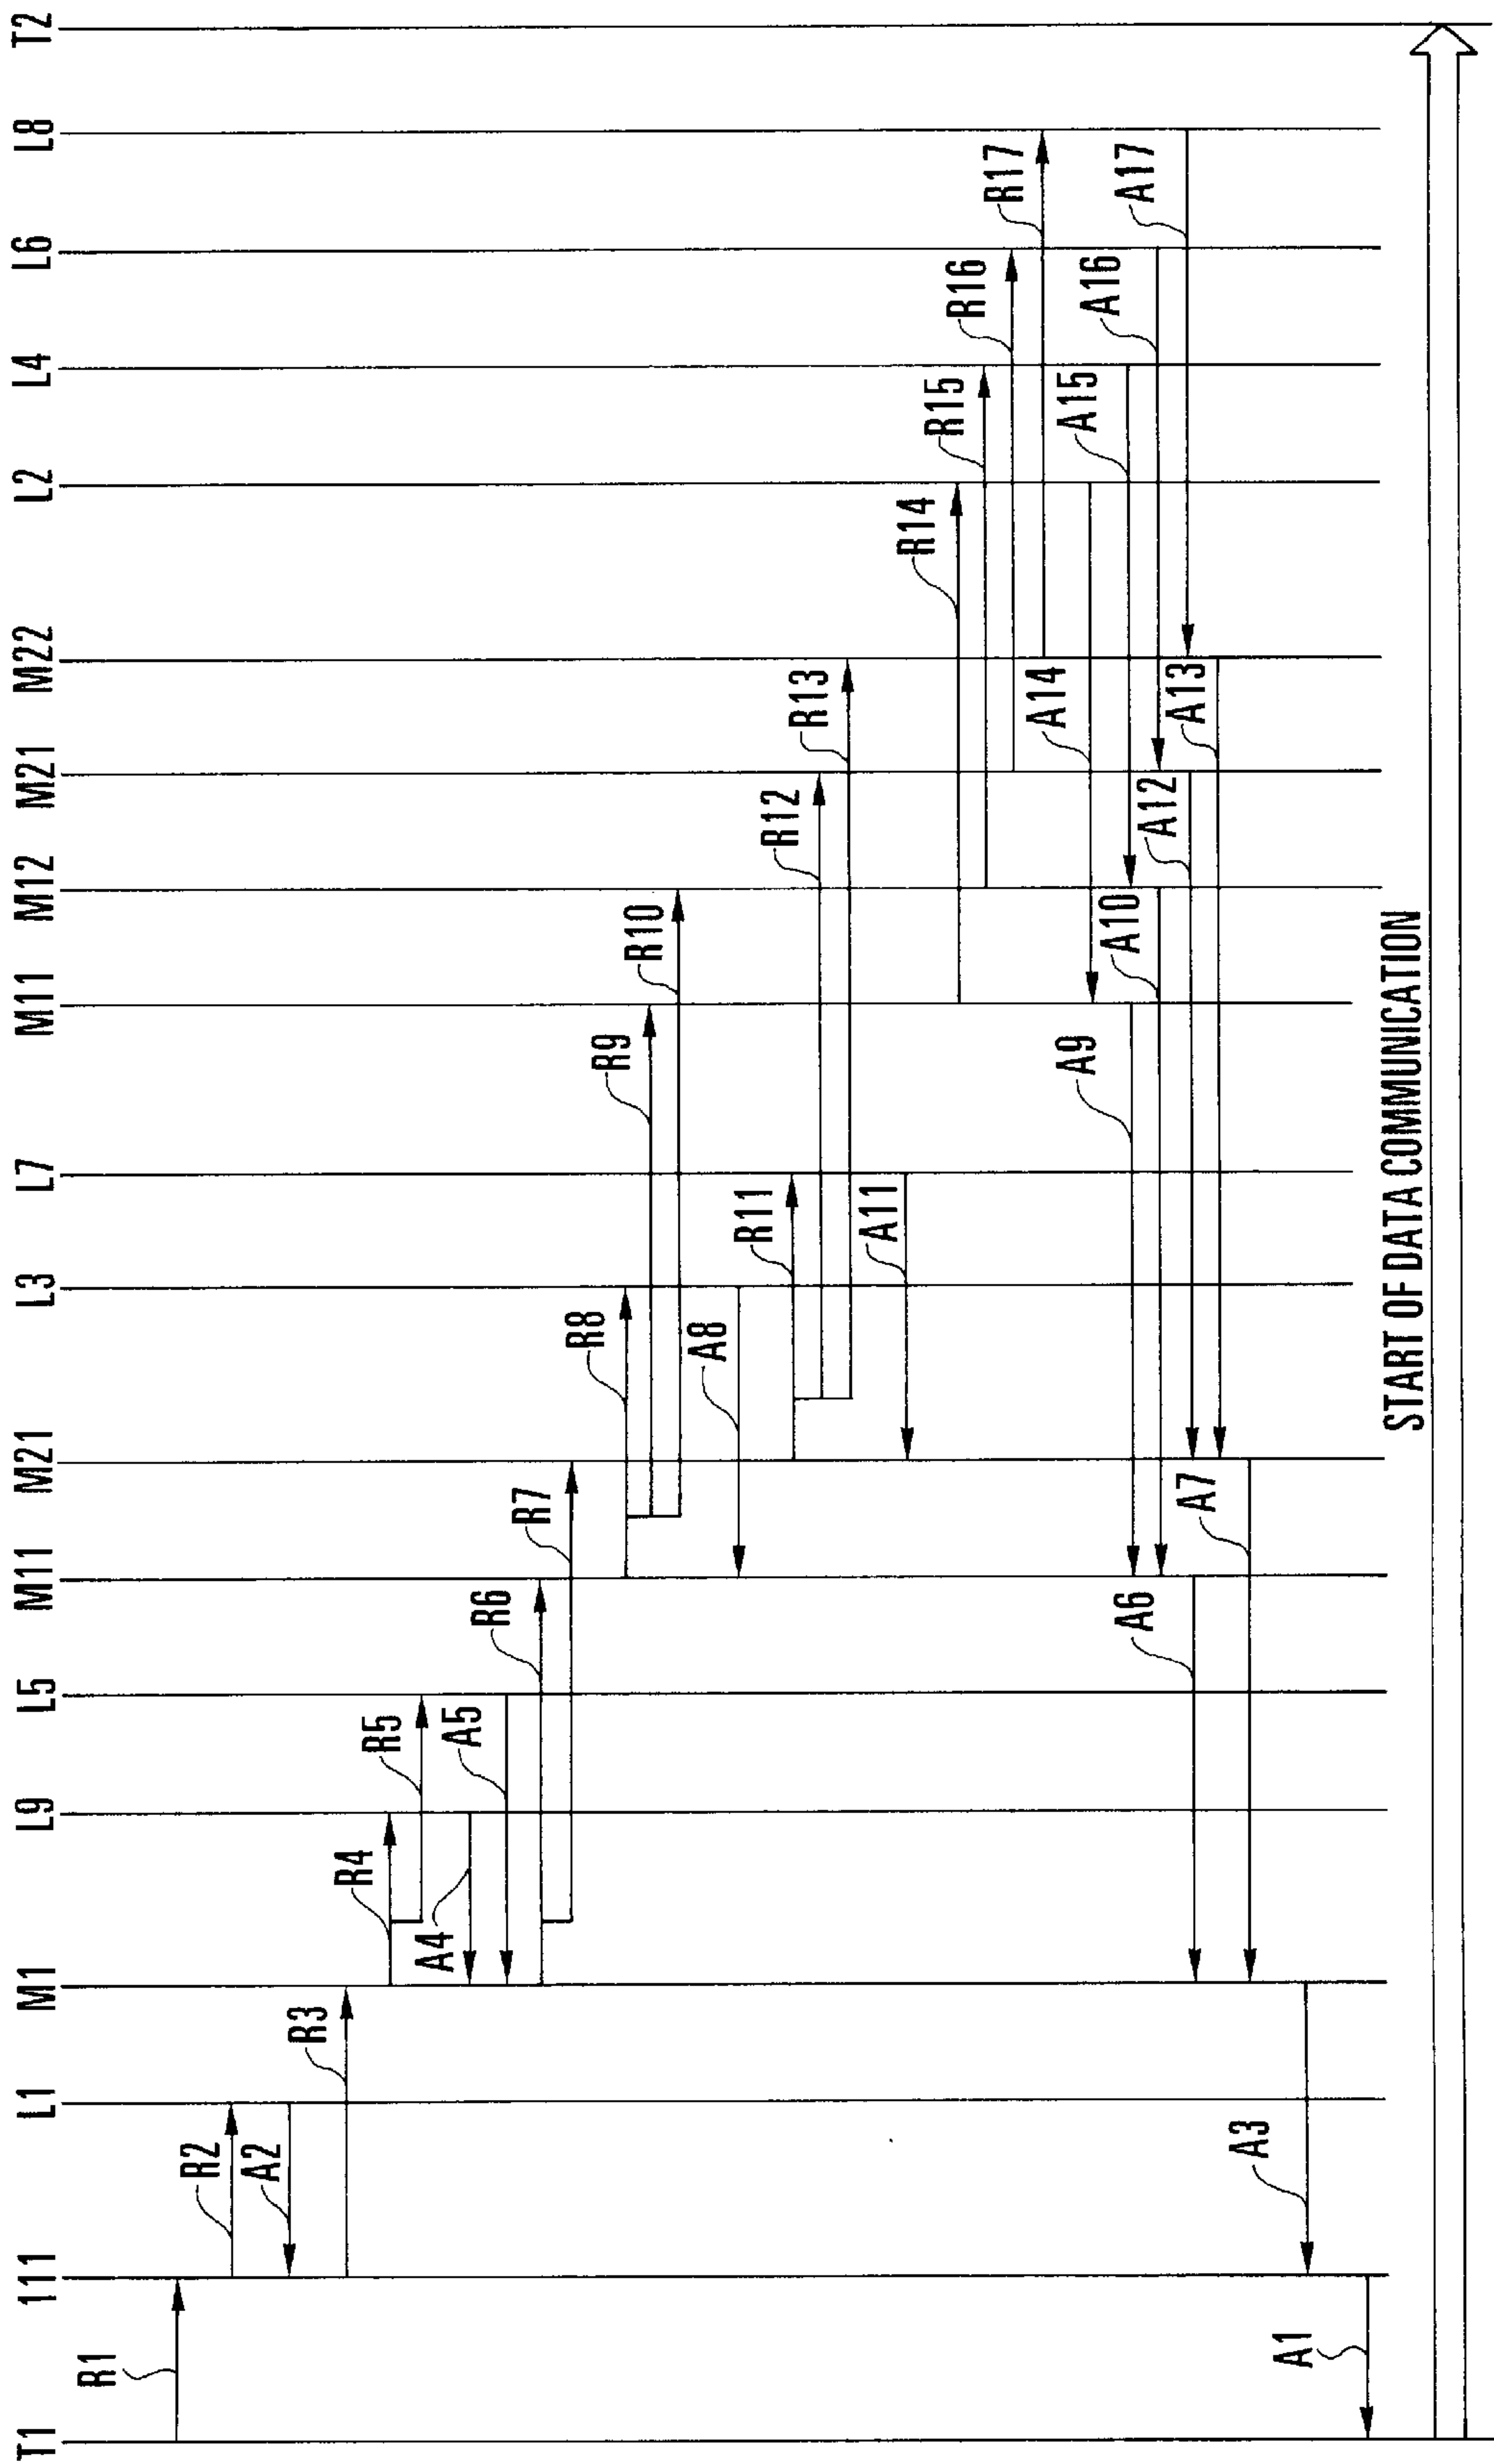 T1 111 L1 M1 L9 L5 M11 M21 L3 L7 M11 M12 M21 M22 L2 L4 L6 L8 T2
R1
R2
A2
R3
R4
R5
A4
A5
R6
R7
R8
R9
R10
A8
R11
R12
R13
A11
R14
R15
R16
R17
A14
A15
A16
A17
A9
A10
A12
A13
A6
A7
A3
A1
START OF DATA COMMUNICATION